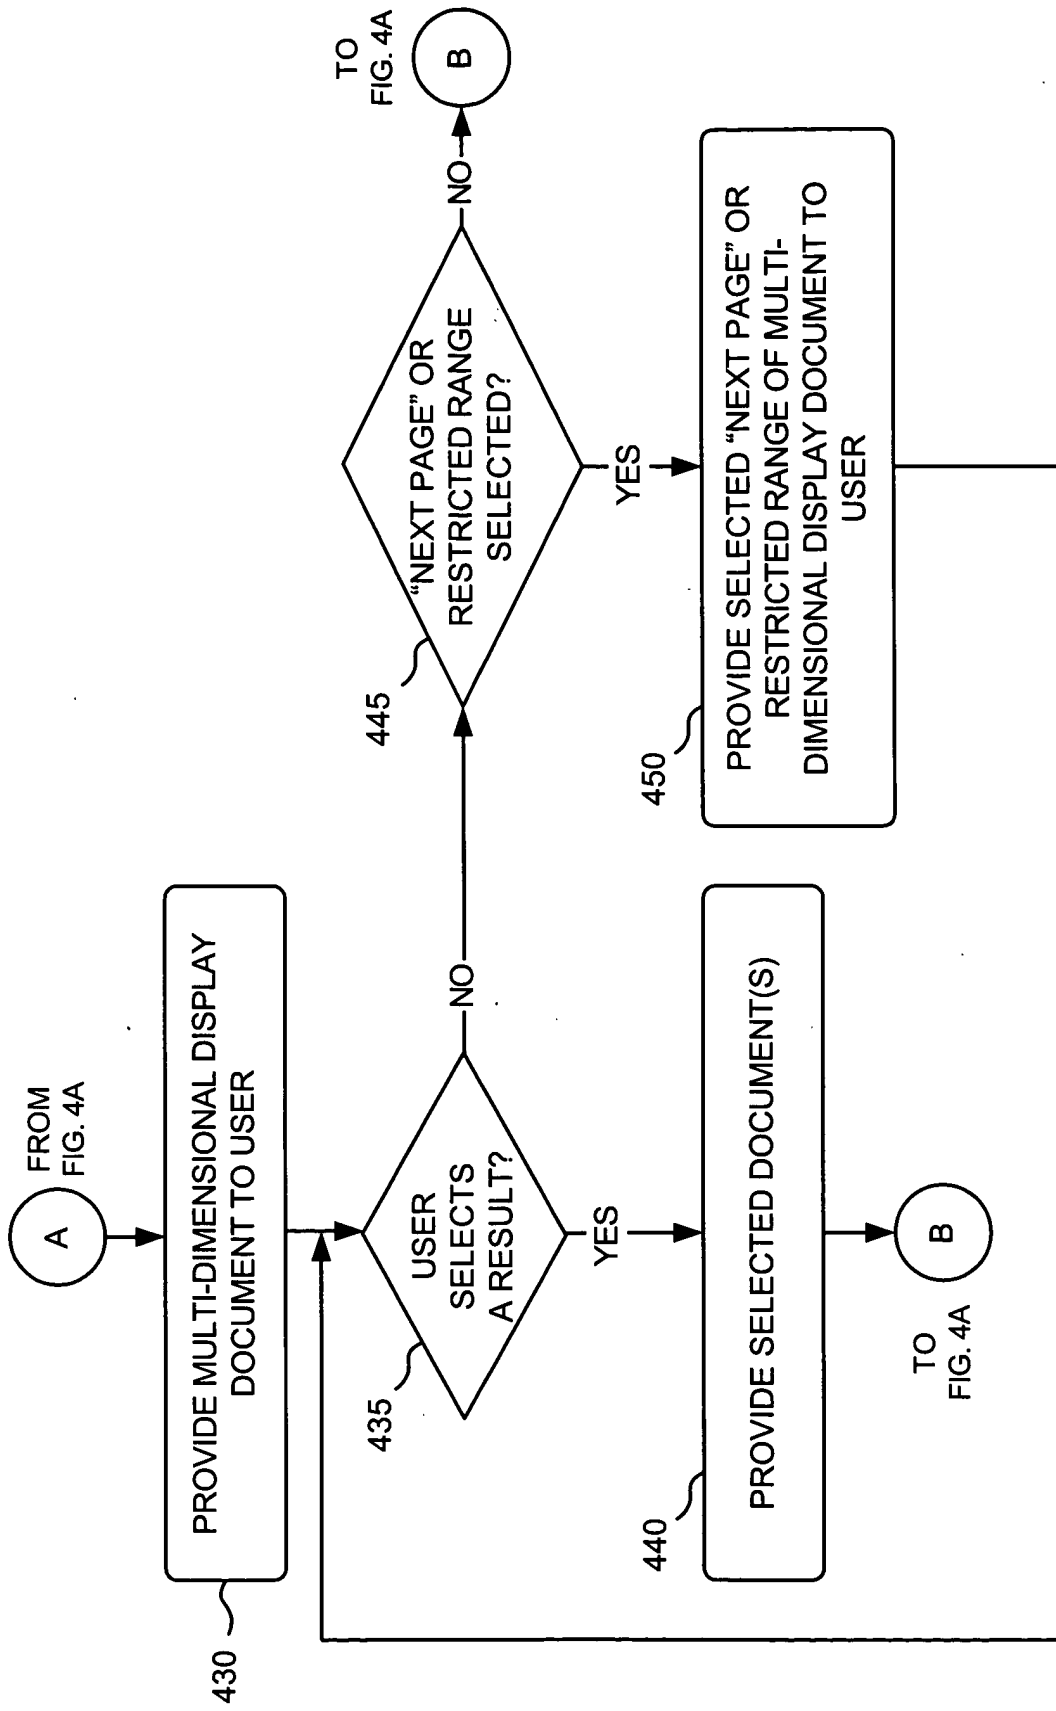 FROM
FIG. 4A
A
PROVIDE MULTI-DIMENSIONAL DISPLAY
DOCUMENT TO USER
430
USER
SELECTS
A RESULT?
435
NO
YES
PROVIDE SELECTED DOCUMENT(S)
440
B
TO
FIG. 4A
"NEXT PAGE" OR
RESTRICTED RANGE
SELECTED?
445
NO
TO
FIG. 4A
B
YES
PROVIDE SELECTED "NEXT PAGE" OR
RESTRICTED RANGE OF MULTI-
DIMENSIONAL DISPLAY DOCUMENT TO
USER
450